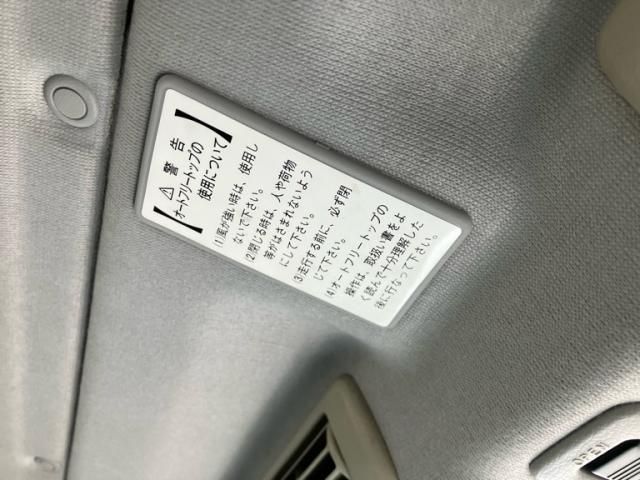 ⚠ 警 告
【オートフリートップの
使用について】
(1)風が強い時は、使用し
ないで下さい。
(2)閉じる時は、人や荷物
等がはさまれないよう
にして下さい。
(3)走行する前に、必ず閉
じて下さい。
(4)オートフリートップの
操作は、取扱い書をよ
く読んで十分理解した
後に行なって下さい。
OPEN